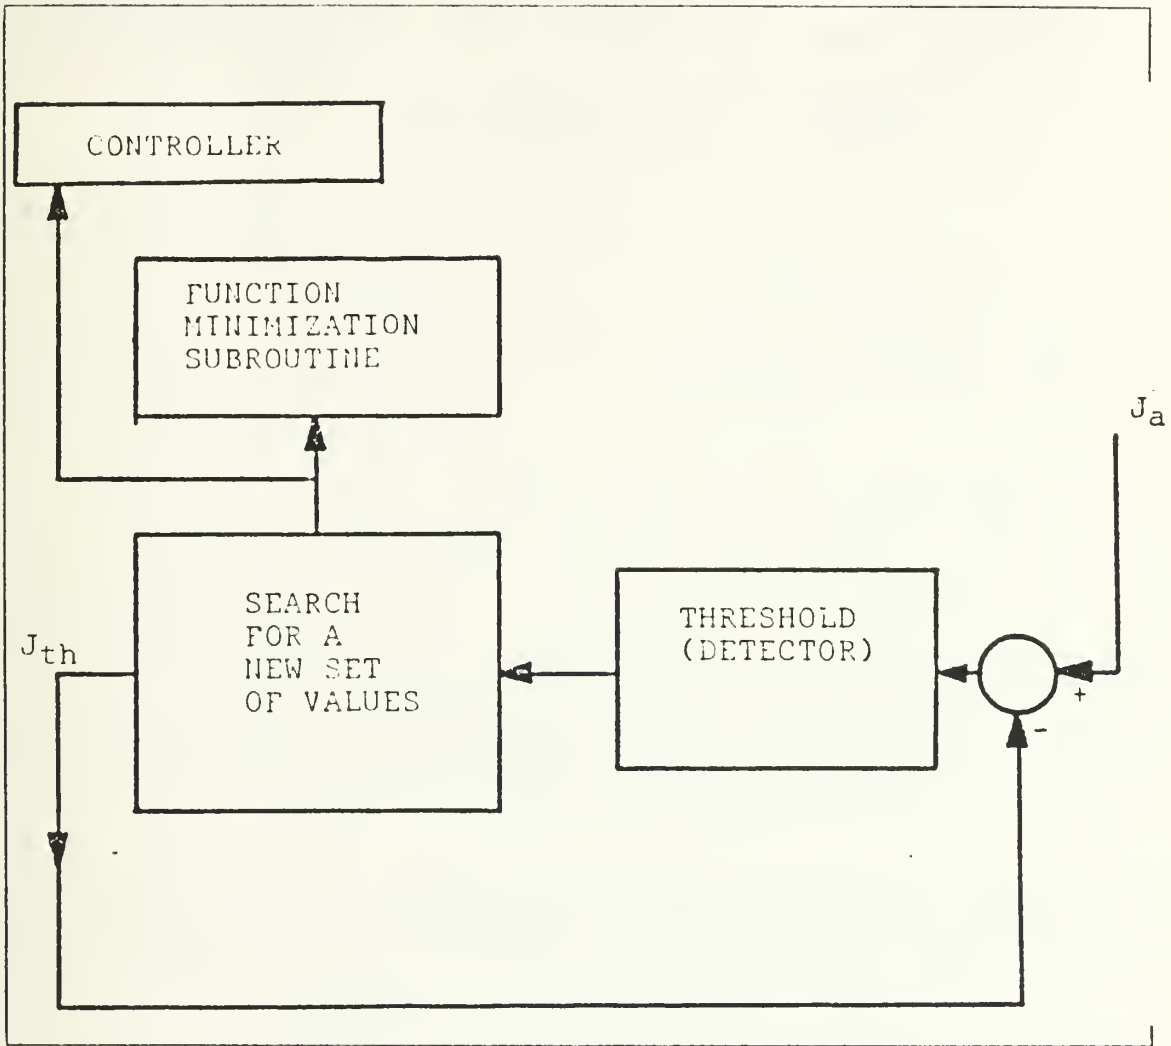 CONTROLLER
FUNCTION
MINIMIZATION
SUBROUTINE
Ja
SEARCH
FOR A
NEW SET
OF VALUES
THRESHOLD
(DETECTOR)
Jth
+
-